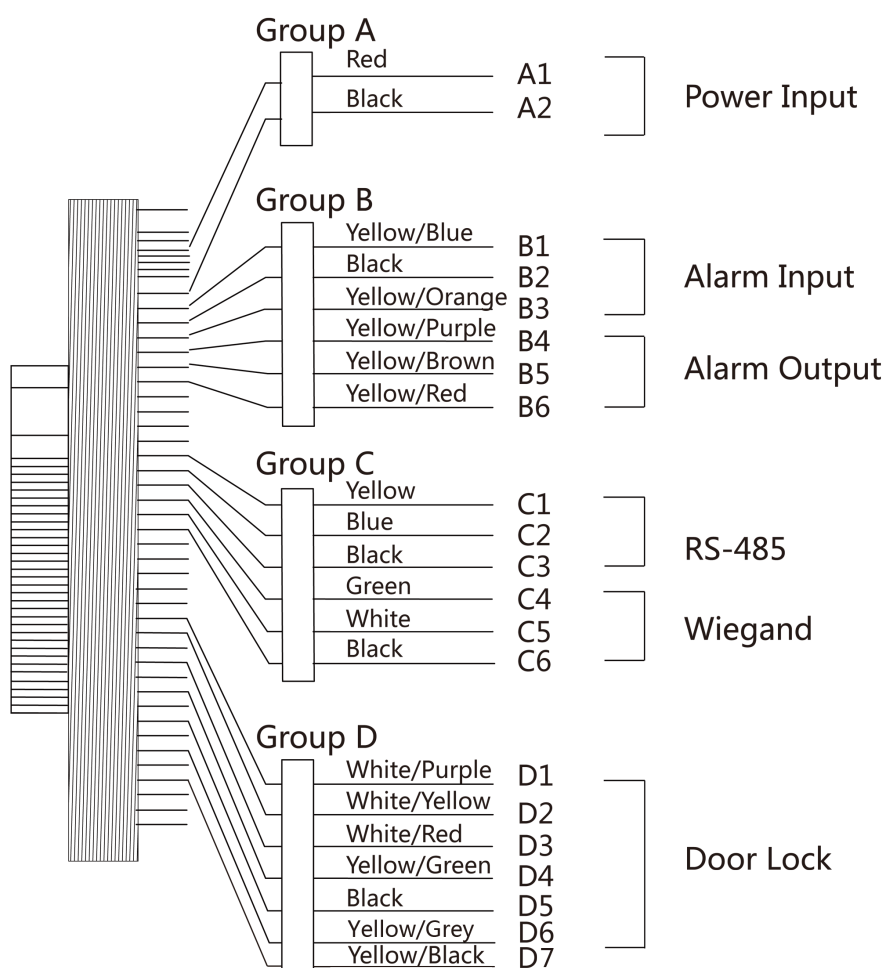 Group A
Red A1
Black A2
Power Input
Group B
Yellow/Blue B1
Black B2
Yellow/Orange B3
Alarm Input
Yellow/Purple B4
Yellow/Brown B5
Yellow/Red B6
Alarm Output
Group C
Yellow C1
Blue C2
Black C3
RS-485
Green C4
White C5
Black C6
Wiegand
Group D
White/Purple D1
White/Yellow D2
White/Red D3
Yellow/Green D4
Black D5
Yellow/Grey D6
Yellow/Black D7
Door Lock